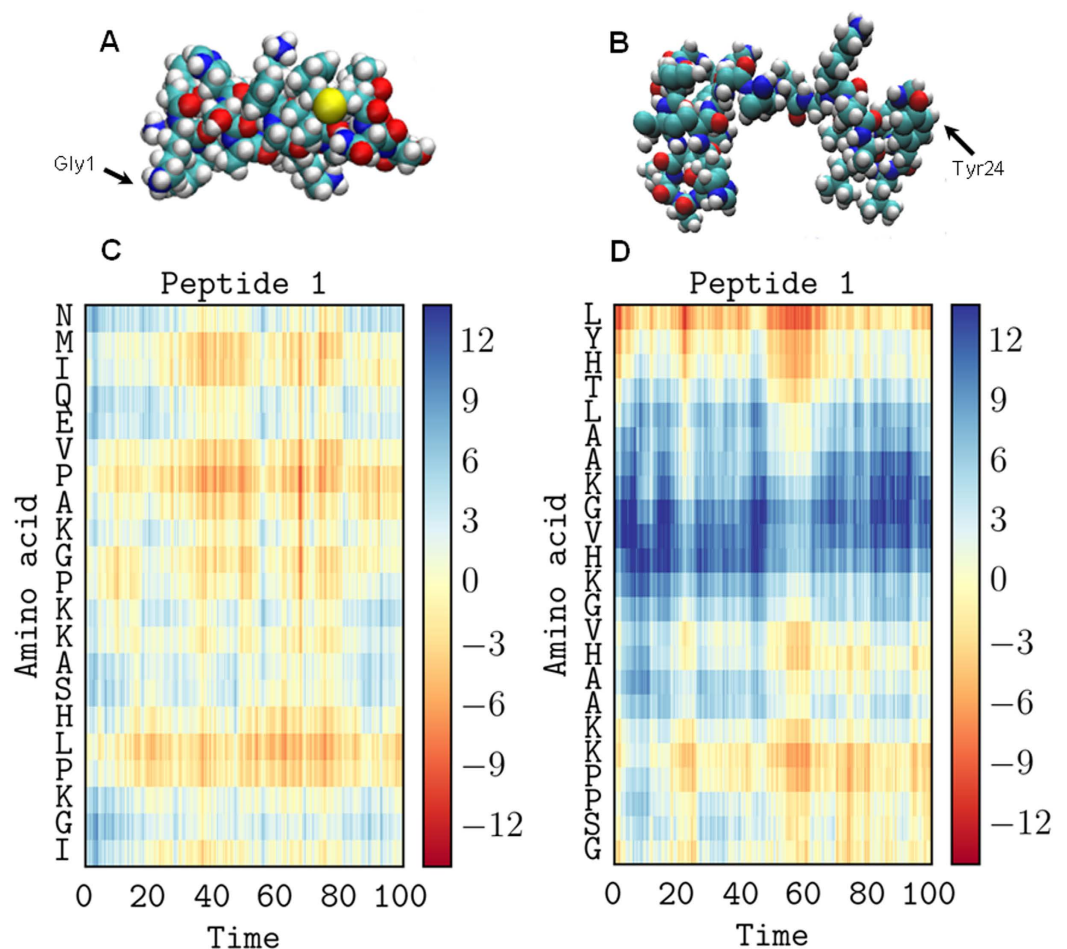 A
B
Gly1
Tyr24
C
D
Peptide 1
Peptide 1
Amino acid
N
M
I
Q
E
V
P
A
K
G
P
K
K
A
S
H
L
P
K
G
I
12
9
6
3
0
−3
−6
−9
−12
0 20 40 60 80 100
Time
Amino acid
L
Y
H
T
L
A
A
K
G
V
H
K
G
V
H
A
A
K
K
P
P
S
G
12
9
6
3
0
−3
−6
−9
−12
0 20 40 60 80 100
Time